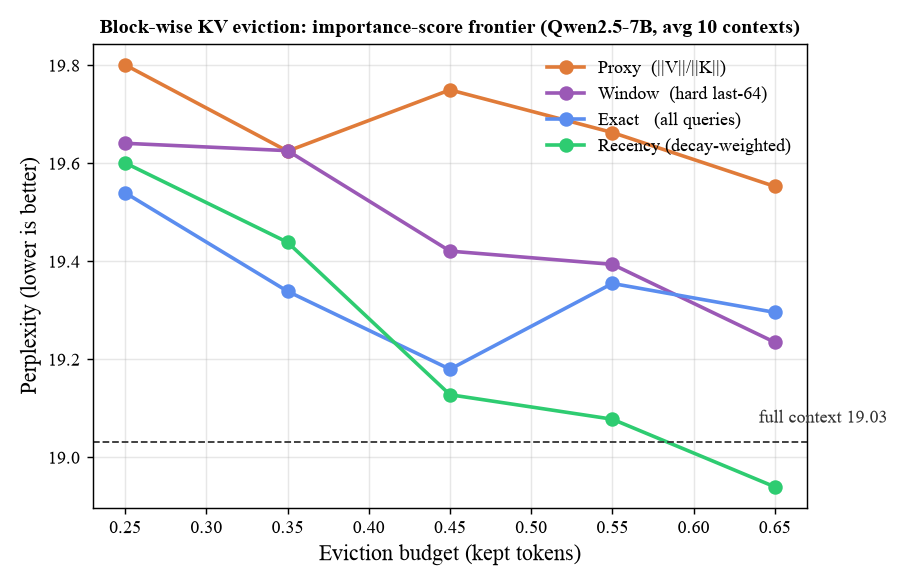 Block-wise KV eviction: importance-score frontier (Qwen2.5-7B, avg 10 contexts)
Proxy (||V||/||K||)
Window (hard last-64)
Exact (all queries)
Recency (decay-weighted)
Perplexity (lower is better)
19.8
19.6
19.4
19.2
19.0
full context 19.03
0.25 0.30 0.35 0.40 0.45 0.50 0.55 0.60 0.65
Eviction budget (kept tokens)